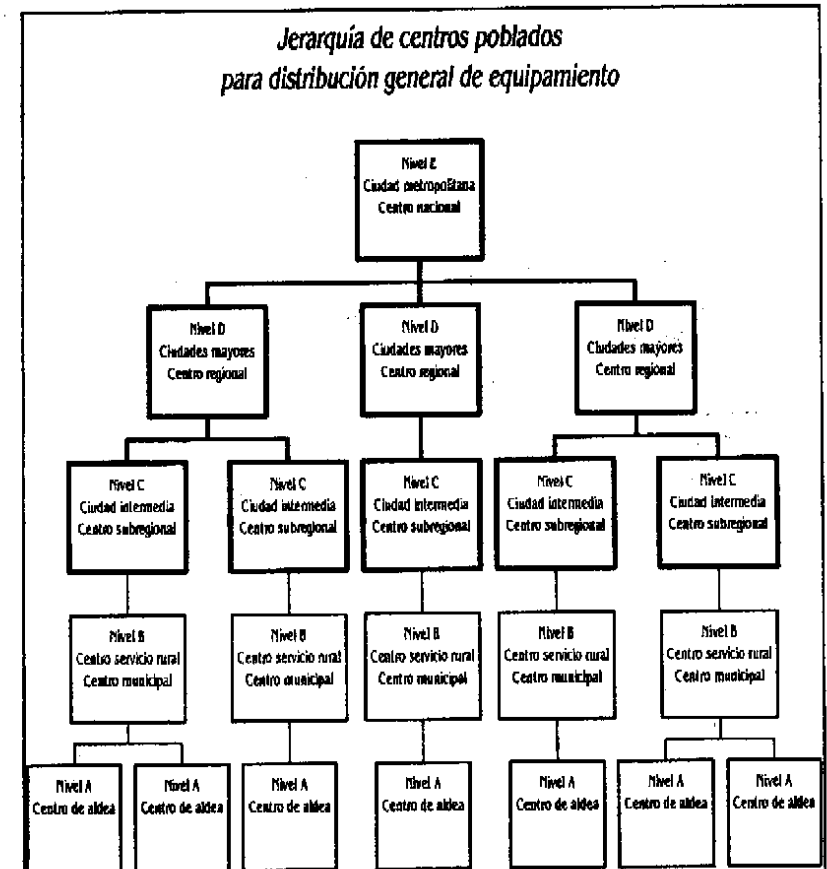 Jerarquía de centros poblados
para distribución general de equipamiento
Nivel E
Ciudad metropolitana
Centro nacional
Nivel D
Ciudades mayores
Centro regional
Nivel D
Ciudades mayores
Centro regional
Nivel D
Ciudades mayores
Centro regional
Nivel C
Ciudad intermedia
Centro subregional
Nivel C
Ciudad intermedia
Centro subregional
Nivel C
Ciudad intermedia
Centro subregional
Nivel C
Ciudad intermedia
Centro subregional
Nivel C
Ciudad intermedia
Centro subregional
Nivel B
Centro servicio rural
Centro municipal
Nivel B
Centro servicio rural
Centro municipal
Nivel B
Centro servicio rural
Centro municipal
Nivel B
Centro servicio rural
Centro municipal
Nivel B
Centro servicio rural
Centro municipal
Nivel A
Centro de aldea
Nivel A
Centro de aldea
Nivel A
Centro de aldea
Nivel A
Centro de aldea
Nivel A
Centro de aldea
Nivel A
Centro de aldea
Nivel A
Centro de aldea